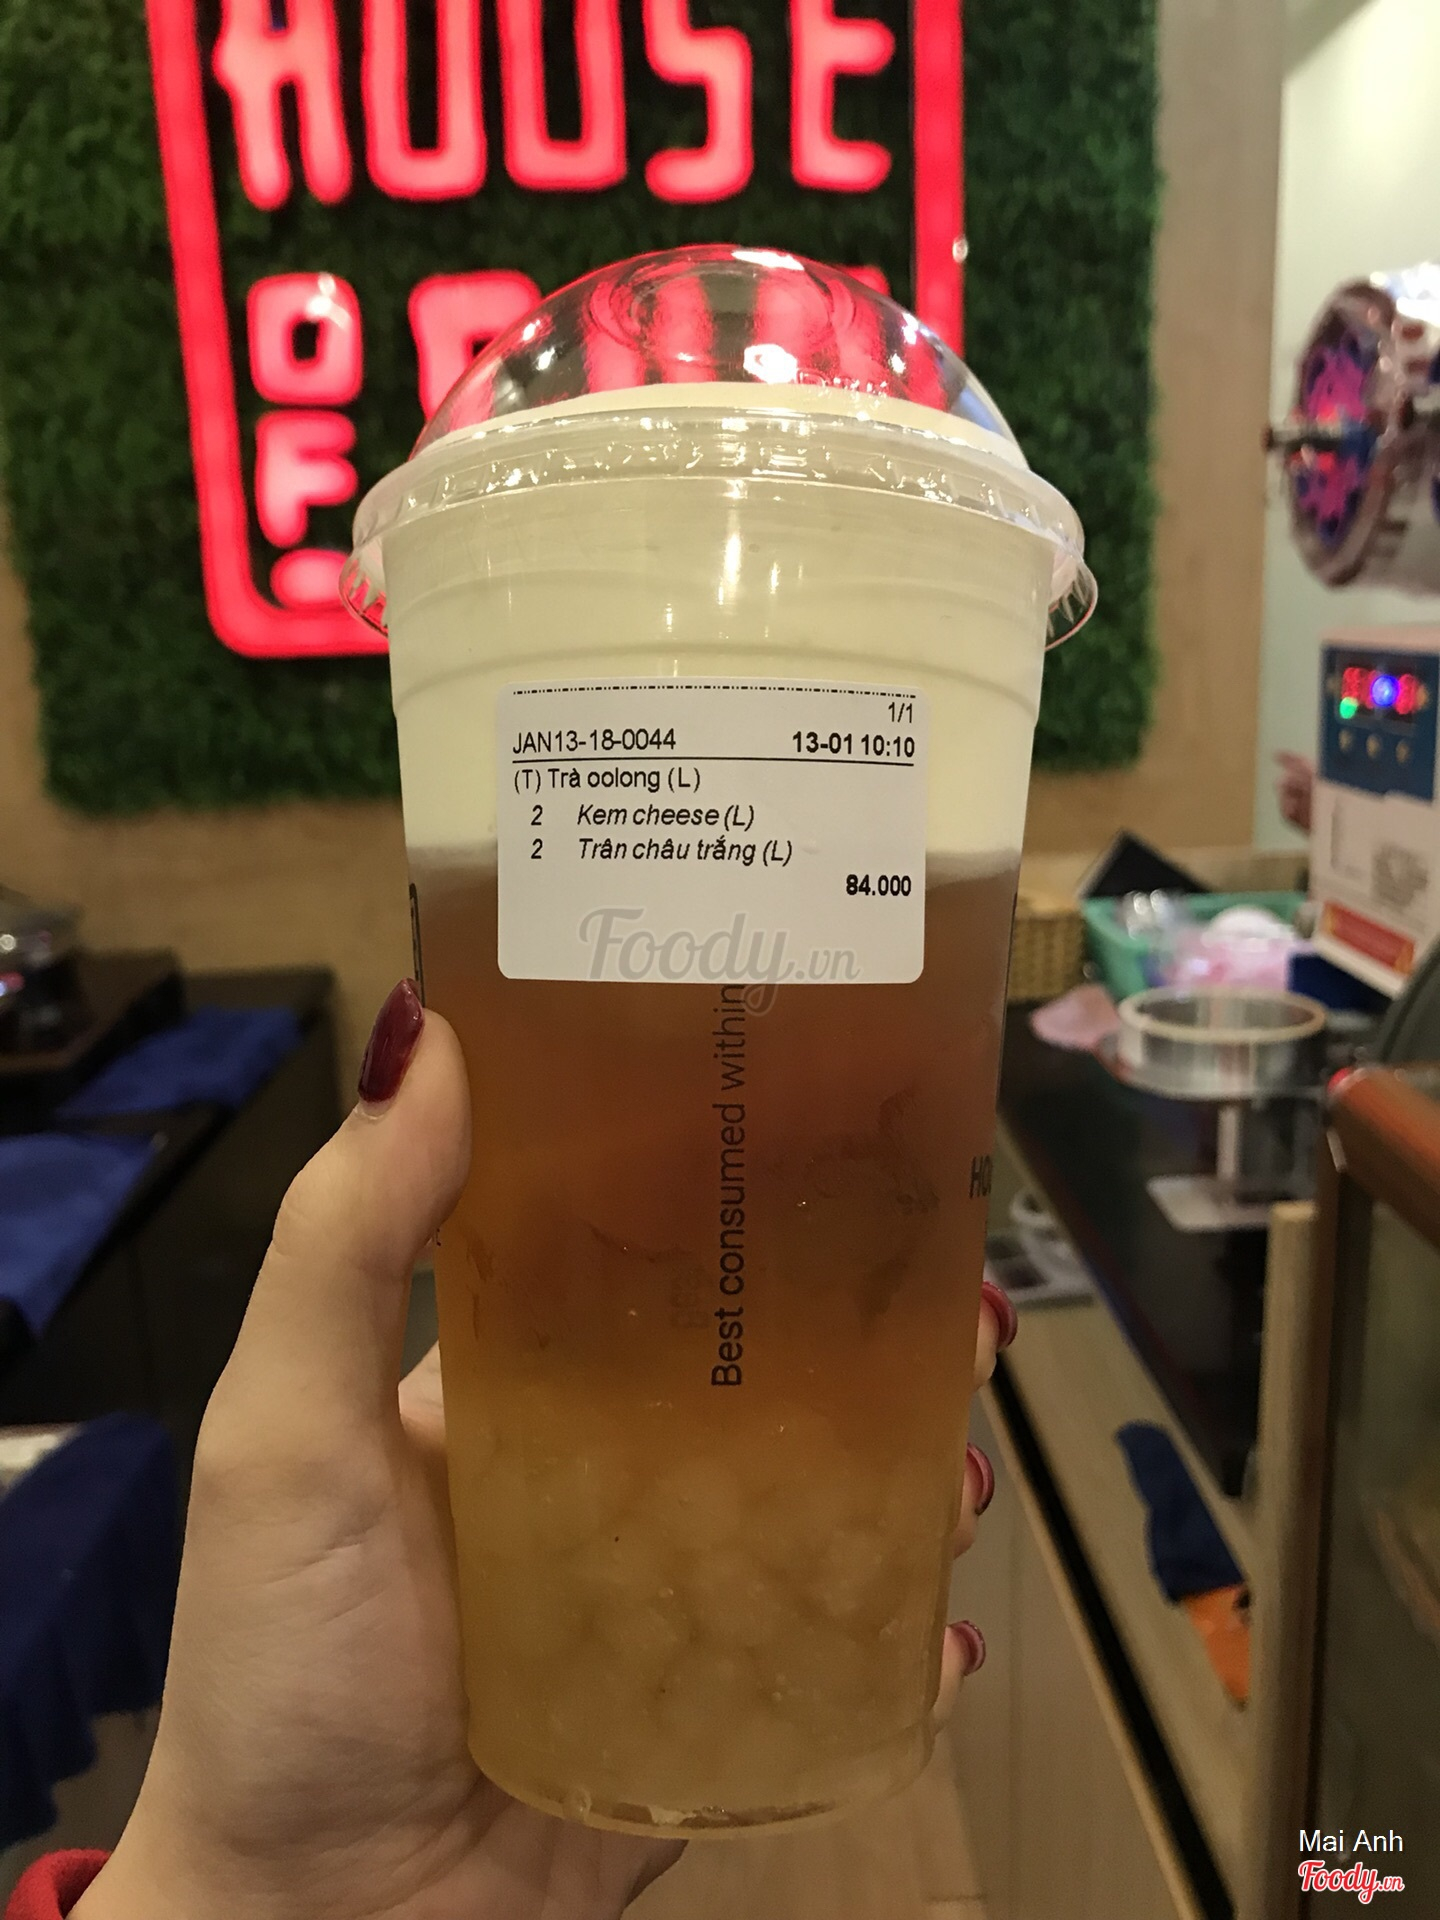 HOUSE
OF
1/1
JAN13-18-0044 13-01 10:10
(T) Trà oolong (L)
2 Kem cheese (L)
2 Trân châu trắng (L)
84.000
Foody.vn
Best consumed within
Mai Anh
Foody.vn